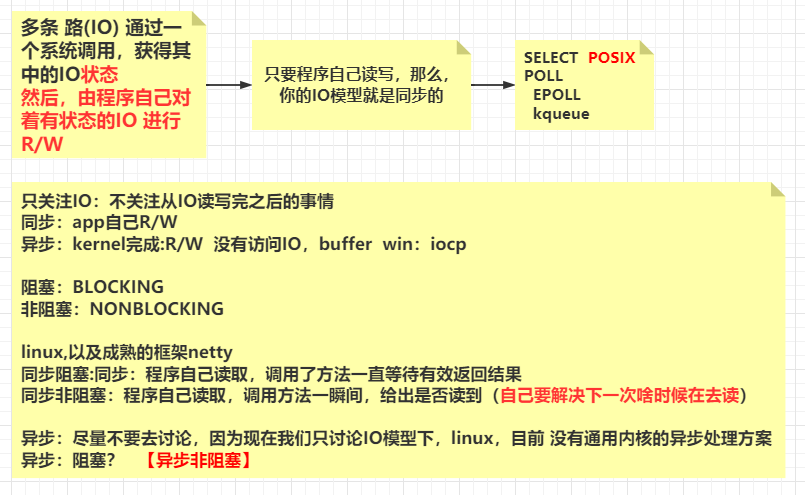 多条 路(IO) 通过一
个系统调用，获得其
中的IO状态
然后，由程序自己对
着有状态的IO 进行
R/W
只要程序自己读写，那么，
你的IO模型就是同步的
SELECT POSIX
POLL
EPOLL
kqueue
只关注IO：不关注从IO读写完之后的事情
同步：app自己R/W
异步：kernel完成:R/W 没有访问IO，buffer win：iocp
阻塞：BLOCKING
非阻塞：NONBLOCKING
linux,以及成熟的框架netty
同步阻塞:同步：程序自己读取，调用了方法一直等待有效返回结果
同步非阻塞：程序自己读取，调用方法一瞬间，给出是否读到（自己要解决下一次啥时候在去读）
异步：尽量不要去讨论，因为现在我们只讨论IO模型下，linux，目前 没有通用内核的异步处理方案
异步：阻塞？ 【异步非阻塞】